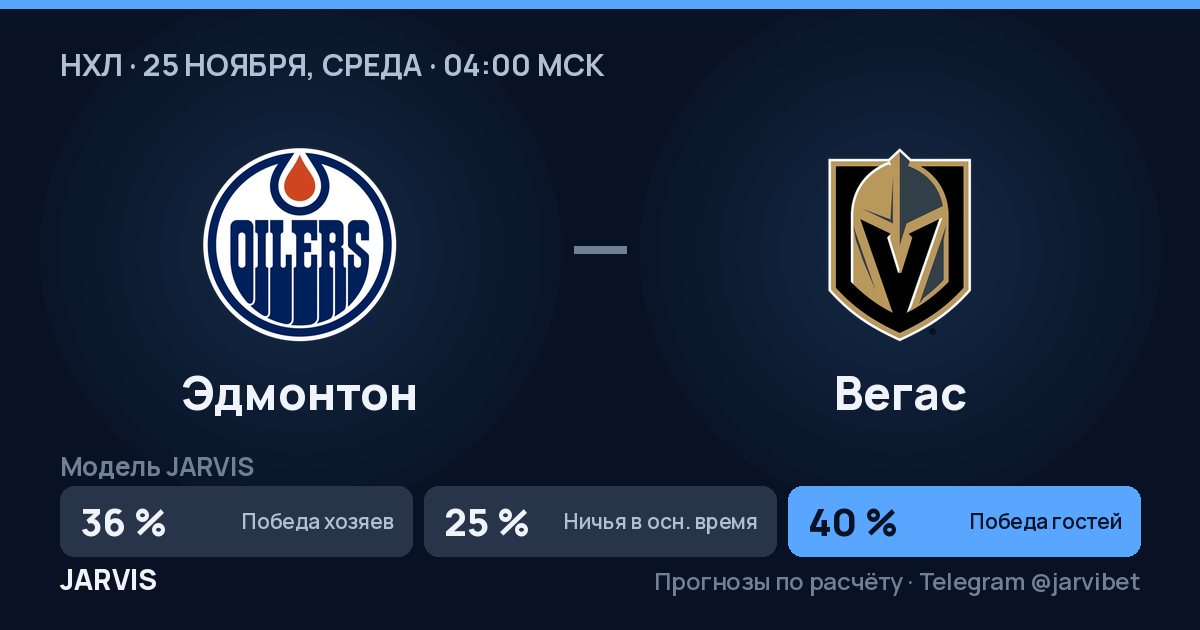 НХЛ · 25 НОЯБРЯ, СРЕДА · 04:00 МСК
OILERS
—
Эдмонтон
Вегас
Модель JARVIS
36 % Победа хозяев
25 % Ничья в осн. время
40 % Победа гостей
JARVIS
Прогнозы по расчёту · Telegram @jarvibet